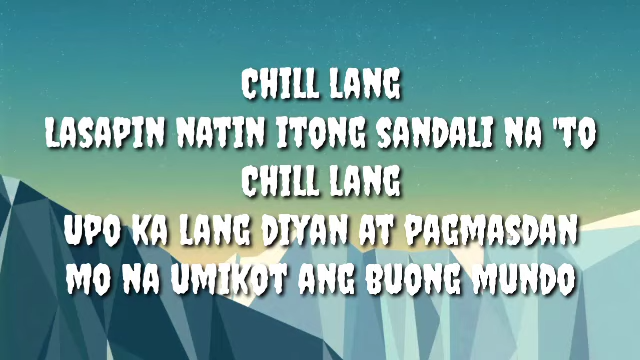 CHILL LANG
LASAPIN NATIN ITONG SANDALI NA 'TO
CHILL LANG
UPO KA LANG DIYAN AT PAGMASDAN
MO NA UMIKOT ANG BUONG MUNDO